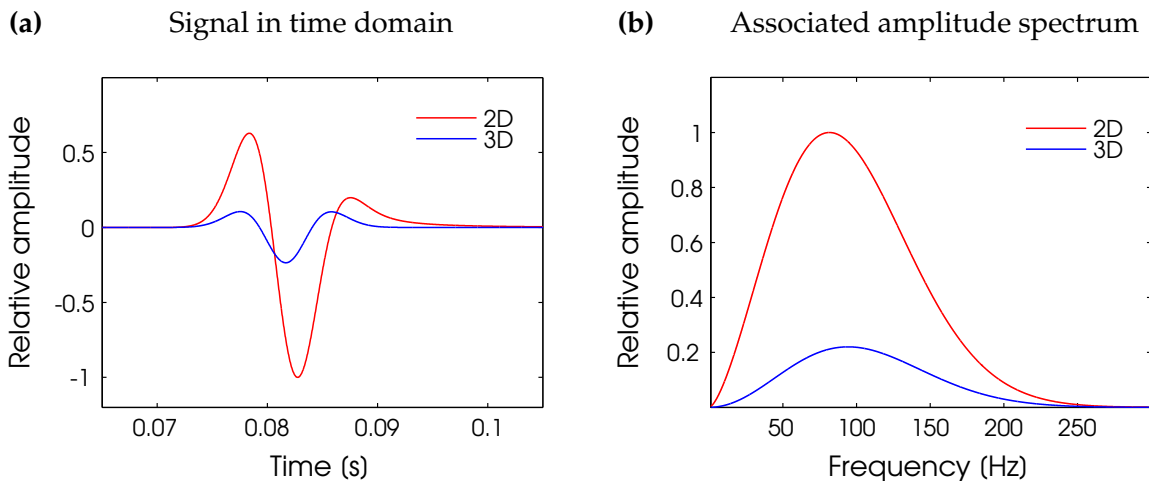 (a) Signal in time domain
Relative amplitude
0.5
0
-0.5
-1
0.07 0.08 0.09 0.1
Time (s)
2D
3D
(b) Associated amplitude spectrum
Relative amplitude
1
0.8
0.6
0.4
0.2
50 100 150 200 250
Frequency (Hz)
2D
3D